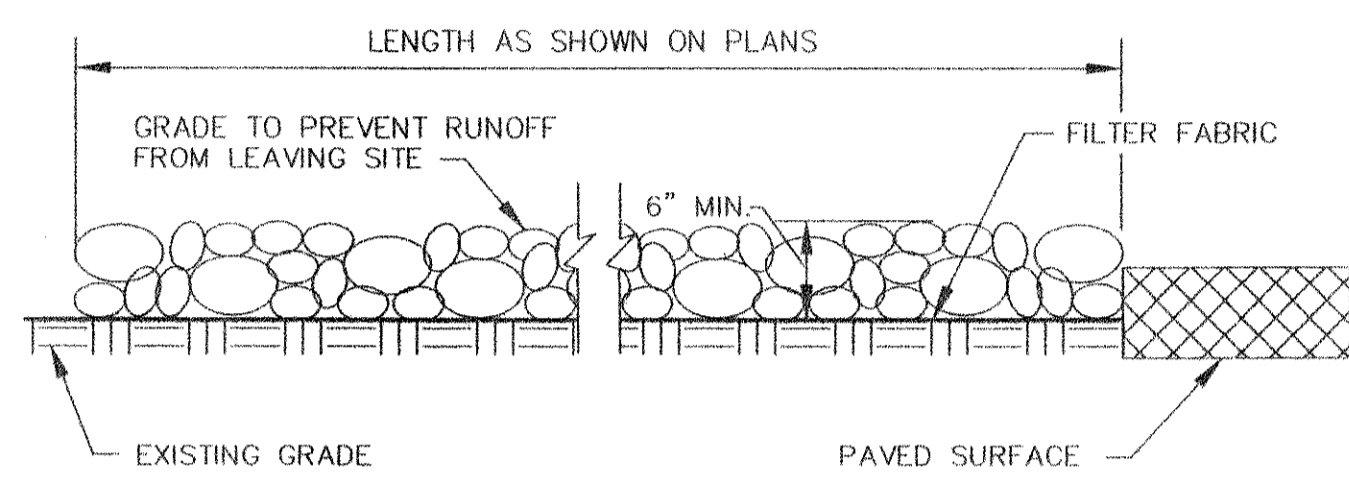 LENGTH AS SHOWN ON PLANS
GRADE TO PREVENT RUNOFF
FROM LEAVING SITE
FILTER FABRIC
6" MIN.
EXISTING GRADE
PAVED SURFACE